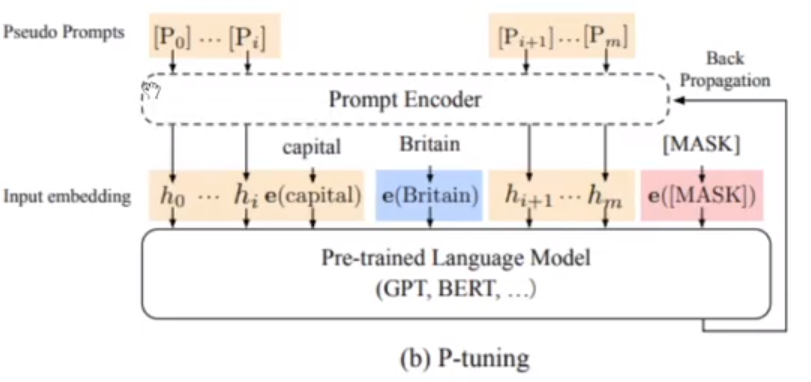 Pseudo Prompts [P0] ··· [Pi] [Pi+1] ··· [Pm]
Back
Propagation
Prompt Encoder
capital Britain [MASK]
Input embedding h0 ··· hi e(capital) e(Britain) hi+1 ··· hm e([MASK])
Pre-trained Language Model
(GPT, BERT, ...)
(b) P-tuning